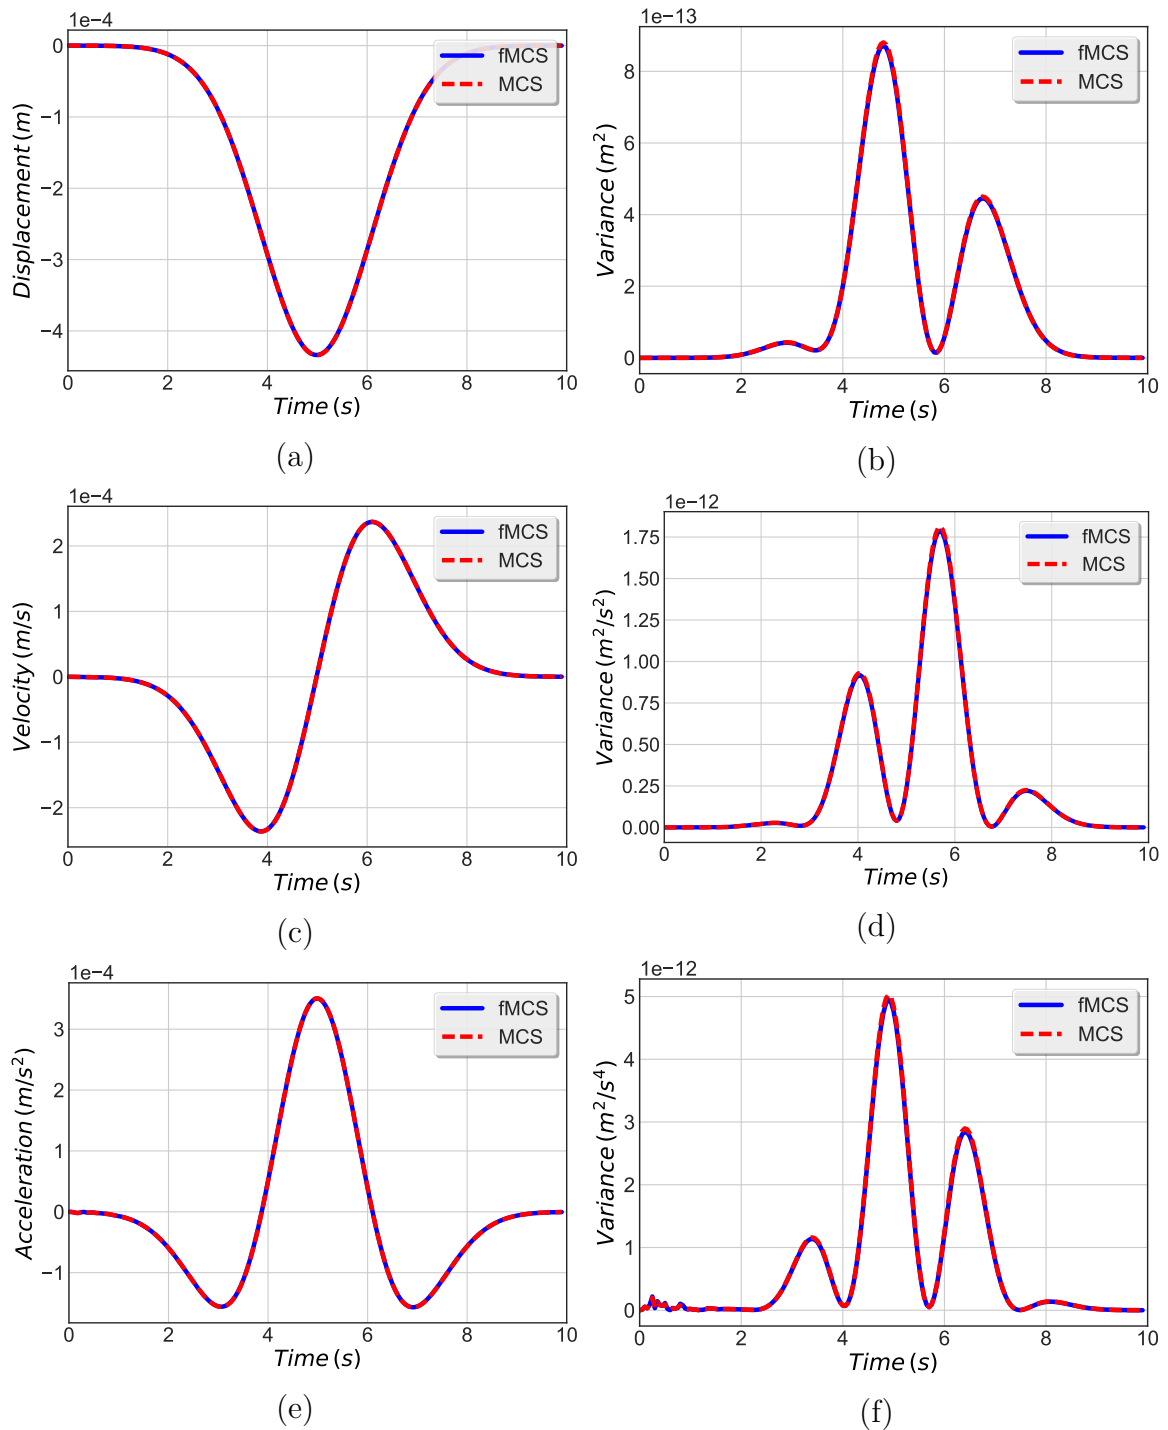 1e−4
0
−1
−2
−3
−4
Displacement (m)
fMCS
MCS
0 2 4 6 8 10
Time (s)
(a)
1e−13
8
6
4
2
0
Variance (m²)
fMCS
MCS
0 2 4 6 8 10
Time (s)
(b)
1e−4
2
1
0
−1
−2
Velocity (m/s)
fMCS
MCS
0 2 4 6 8 10
Time (s)
(c)
1e−12
1.75
1.50
1.25
1.00
0.75
0.50
0.25
0.00
Variance (m²/s²)
fMCS
MCS
0 2 4 6 8 10
Time (s)
(d)
1e−4
3
2
1
0
−1
Acceleration (m/s²)
fMCS
MCS
0 2 4 6 8 10
Time (s)
(e)
1e−12
5
4
3
2
1
0
Variance (m²/s⁴)
fMCS
MCS
0 2 4 6 8 10
Time (s)
(f)